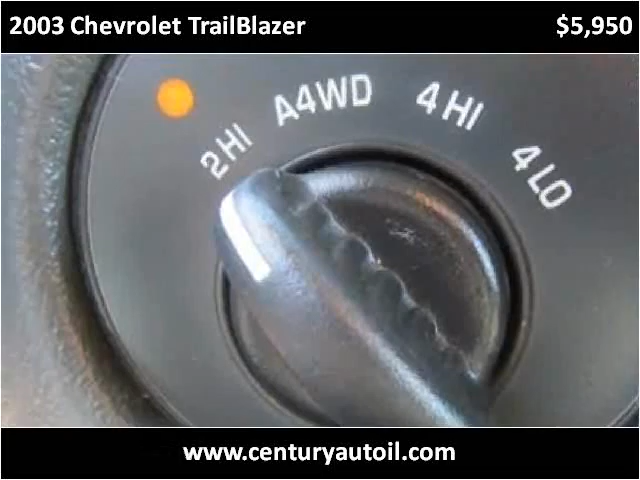 2003 Chevrolet TrailBlazer $5,950
2HI
A4WD
4HI
4LO
www.centuryautoil.com